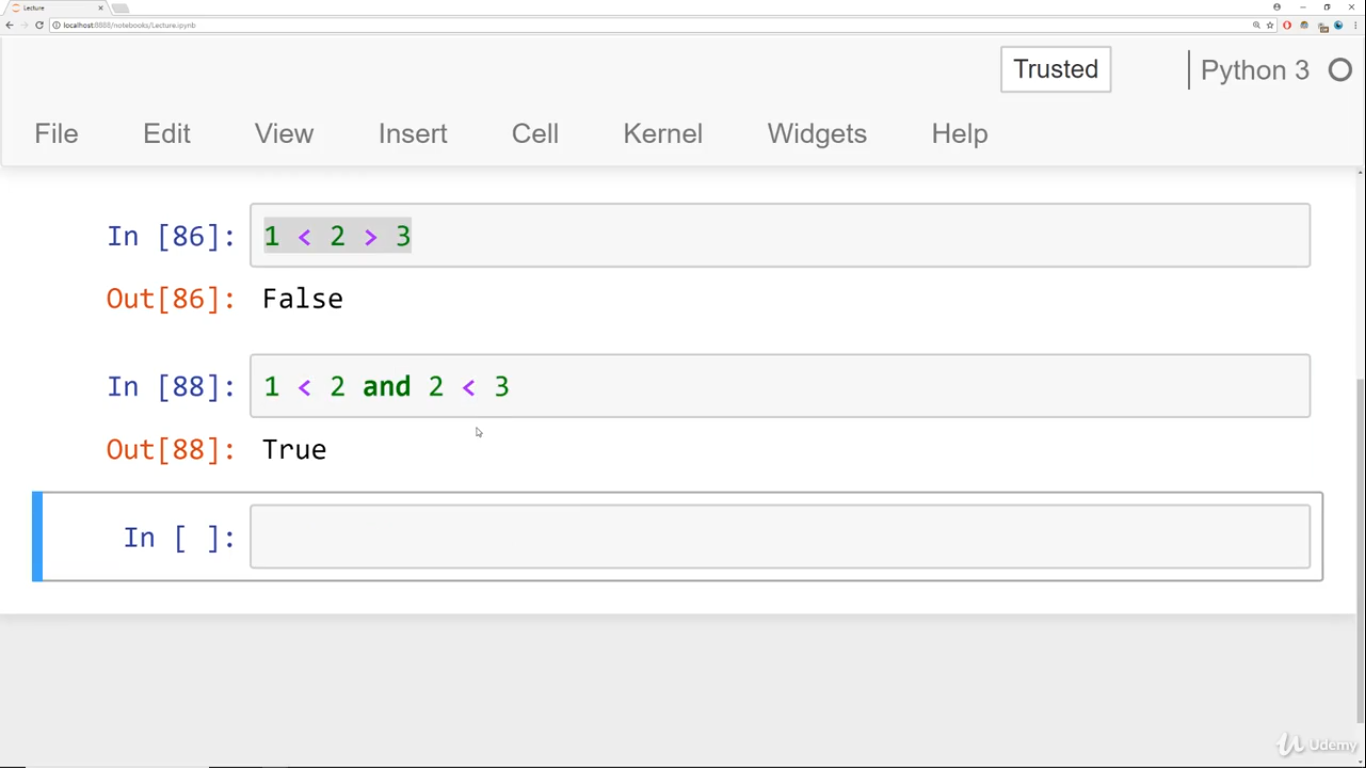 Lecture
localhost:8888/notebooks/Lecture.ipynb
Trusted
Python 3
File Edit View Insert Cell Kernel Widgets Help
In [86]: 1 < 2 > 3
Out[86]: False
In [88]: 1 < 2 and 2 < 3
Out[88]: True
In [ ]:
Udemy